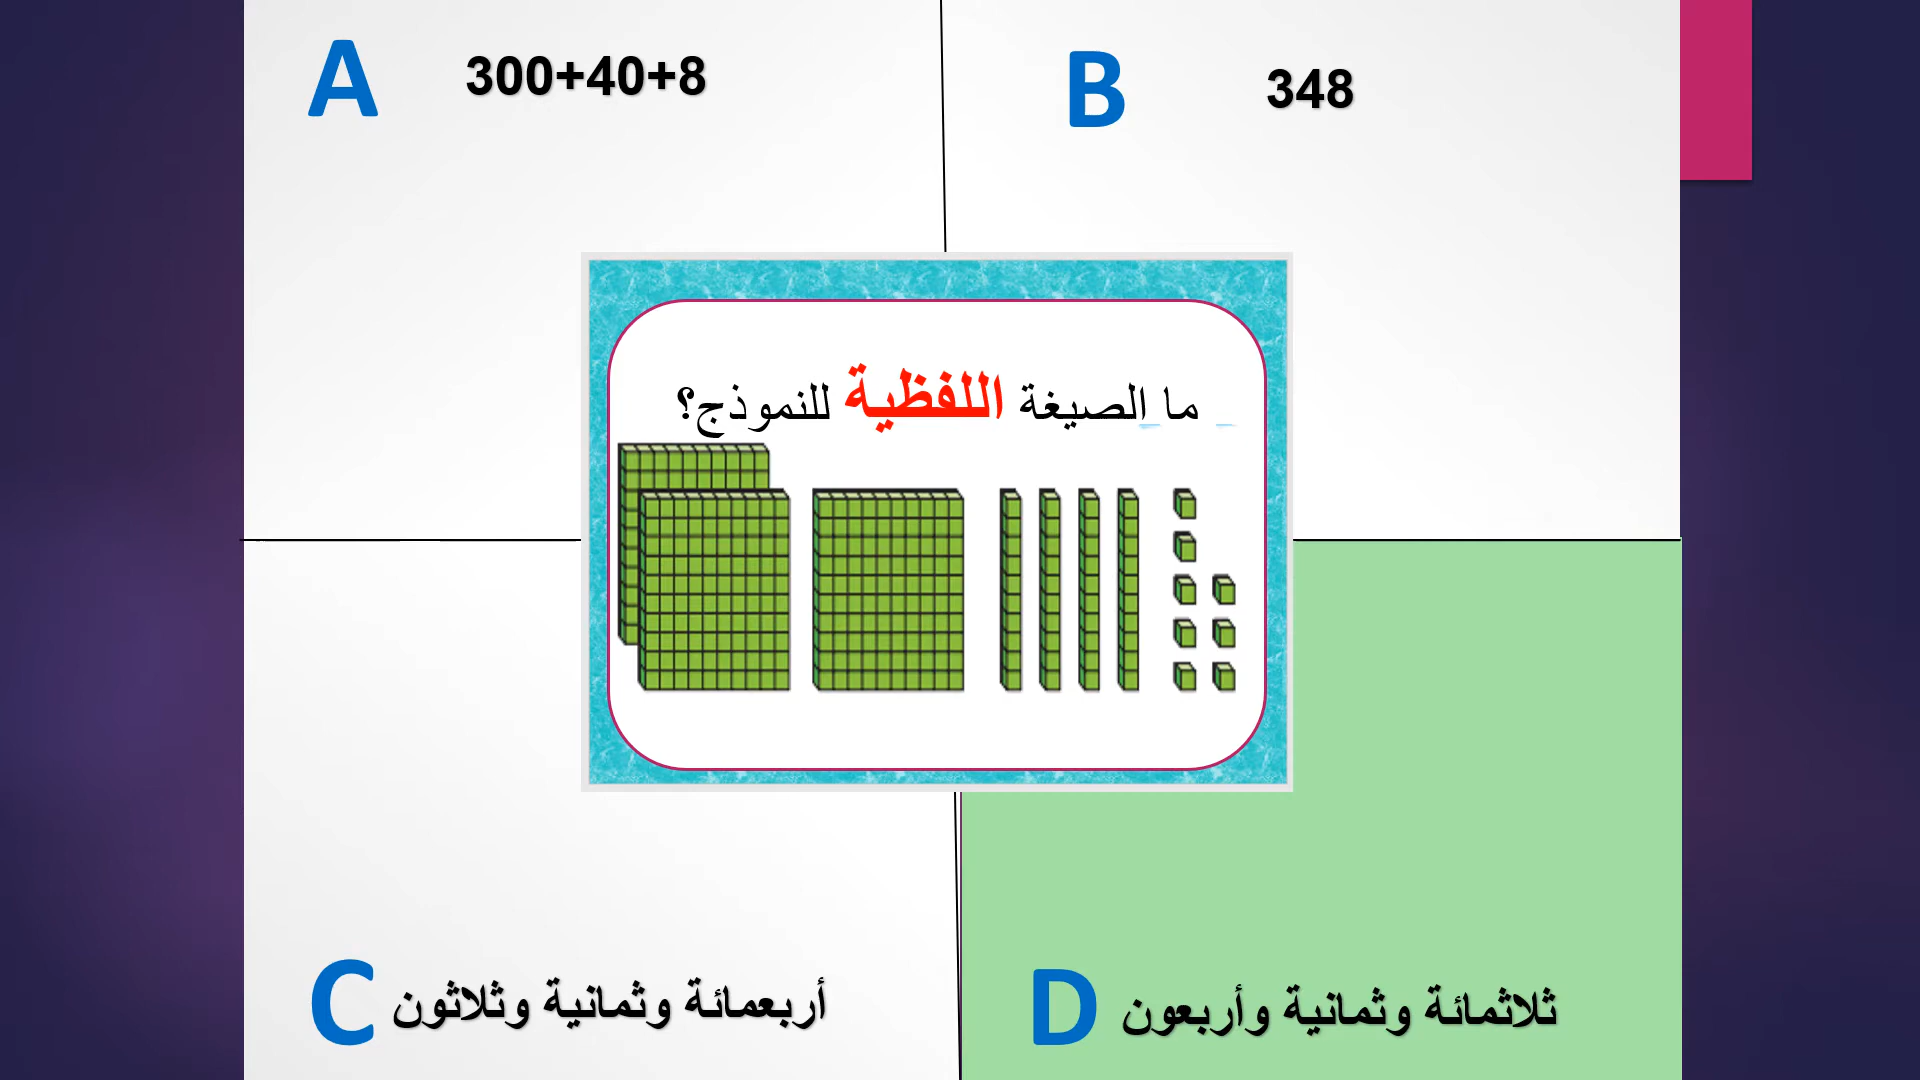 A 300+40+8
B 348
ما الصيغة اللفظية للنموذج؟
C أربعمائة وثمانية وثلاثون
D ثلاثمائة وثمانية وأربعون